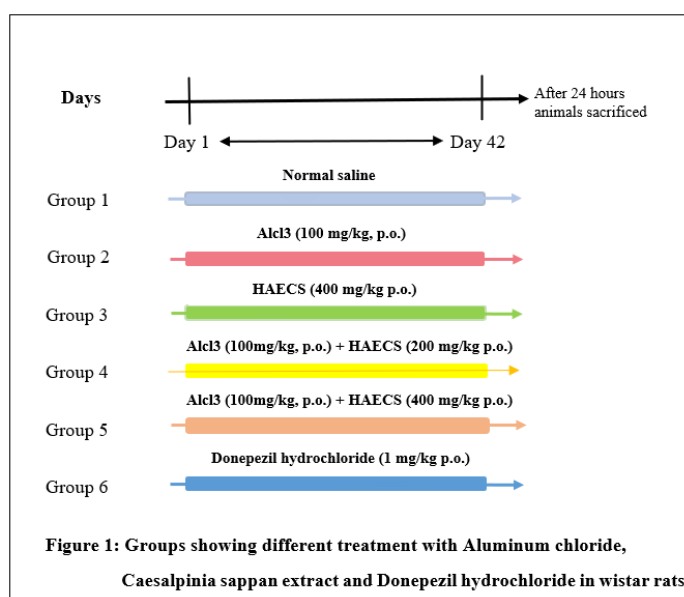 Days
After 24 hours
animals sacrificed
Day 1
Day 42
Normal saline
Group 1
Alcl3 (100 mg/kg, p.o.)
Group 2
HAECS (400 mg/kg p.o.)
Group 3
Alcl3 (100mg/kg, p.o.) + HAECS (200 mg/kg p.o.)
Group 4
Alcl3 (100mg/kg, p.o.) + HAECS (400 mg/kg p.o.)
Group 5
Donepezil hydrochloride (1 mg/kg p.o.)
Group 6
Figure 1: Groups showing different treatment with Aluminum chloride,
Caesalpinia sappan extract and Donepezil hydrochloride in wistar rats